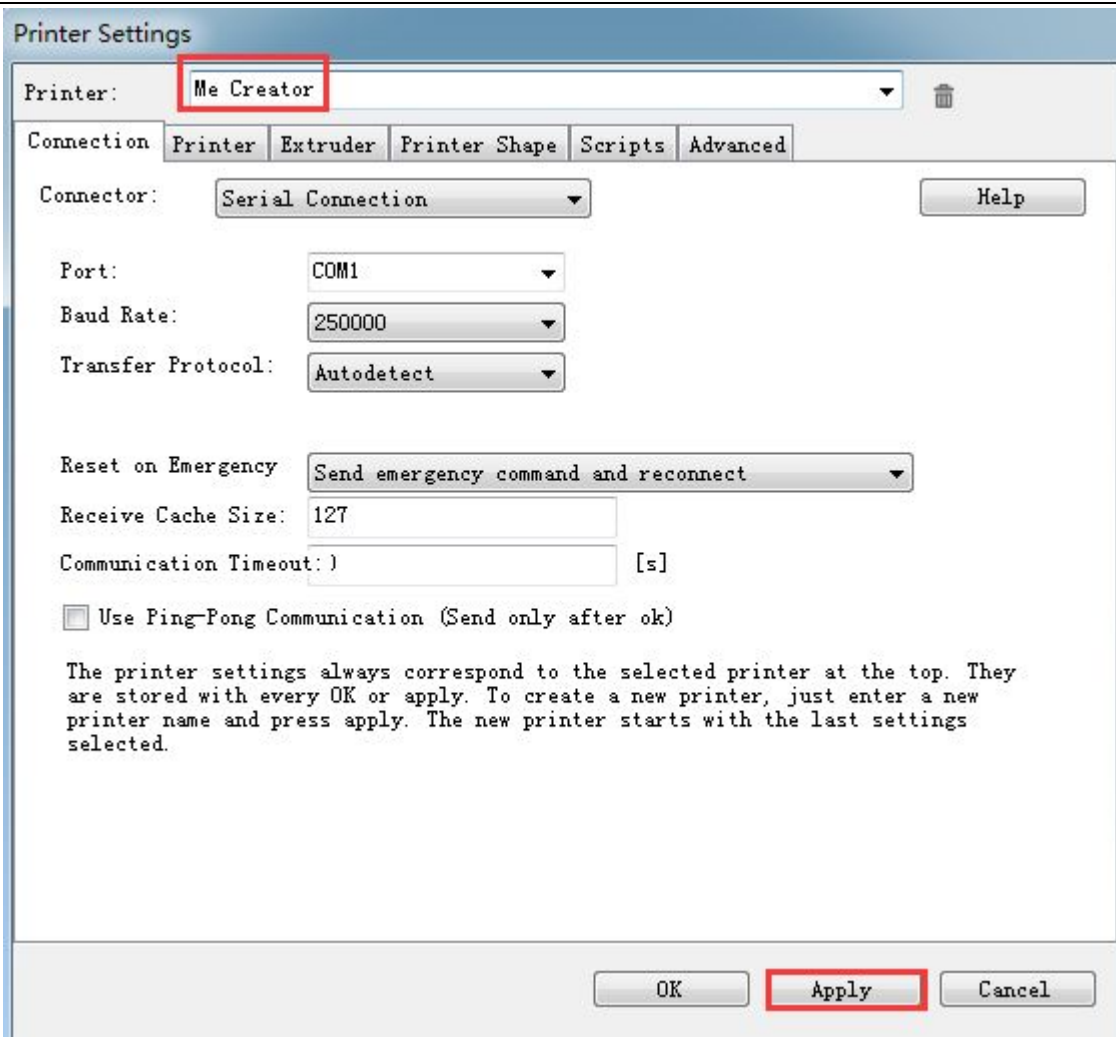 Printer Settings
Printer: Me Creator
Connection Printer Extruder Printer Shape Scripts Advanced
Connector: Serial Connection Help
Port: COM1
Baud Rate: 250000
Transfer Protocol: Autodetect
Reset on Emergency Send emergency command and reconnect
Receive Cache Size: 127
Communication Timeout: ) [s]
Use Ping-Pong Communication (Send only after ok)
The printer settings always correspond to the selected printer at the top. They
are stored with every OK or apply. To create a new printer, just enter a new
printer name and press apply. The new printer starts with the last settings
selected.
OK Apply Cancel